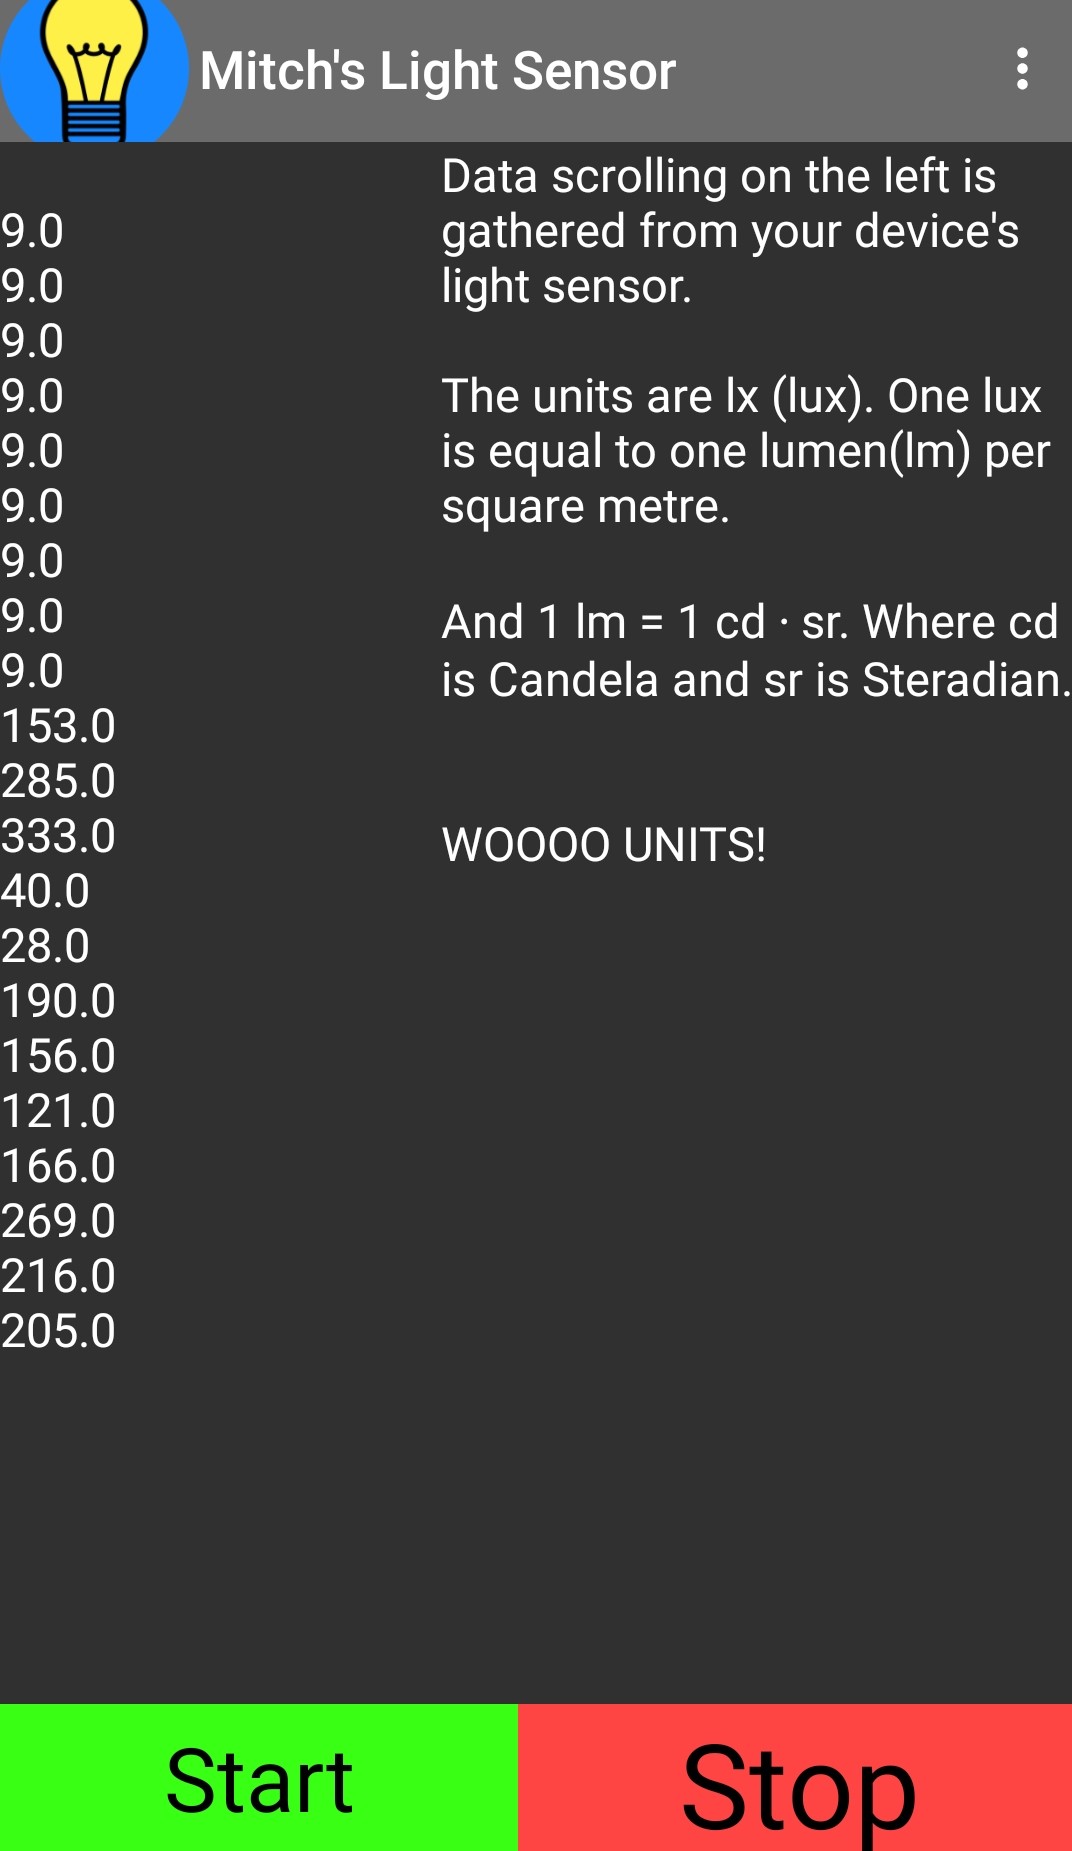 Mitch's Light Sensor
9.0
9.0
9.0
9.0
9.0
9.0
9.0
9.0
9.0
153.0
285.0
333.0
40.0
28.0
190.0
156.0
121.0
166.0
269.0
216.0
205.0
Data scrolling on the left is
gathered from your device's
light sensor.
The units are lx (lux). One lux
is equal to one lumen(lm) per
square metre.
And 1 lm = 1 cd · sr. Where cd
is Candela and sr is Steradian.
WOOOO UNITS!
Start
Stop